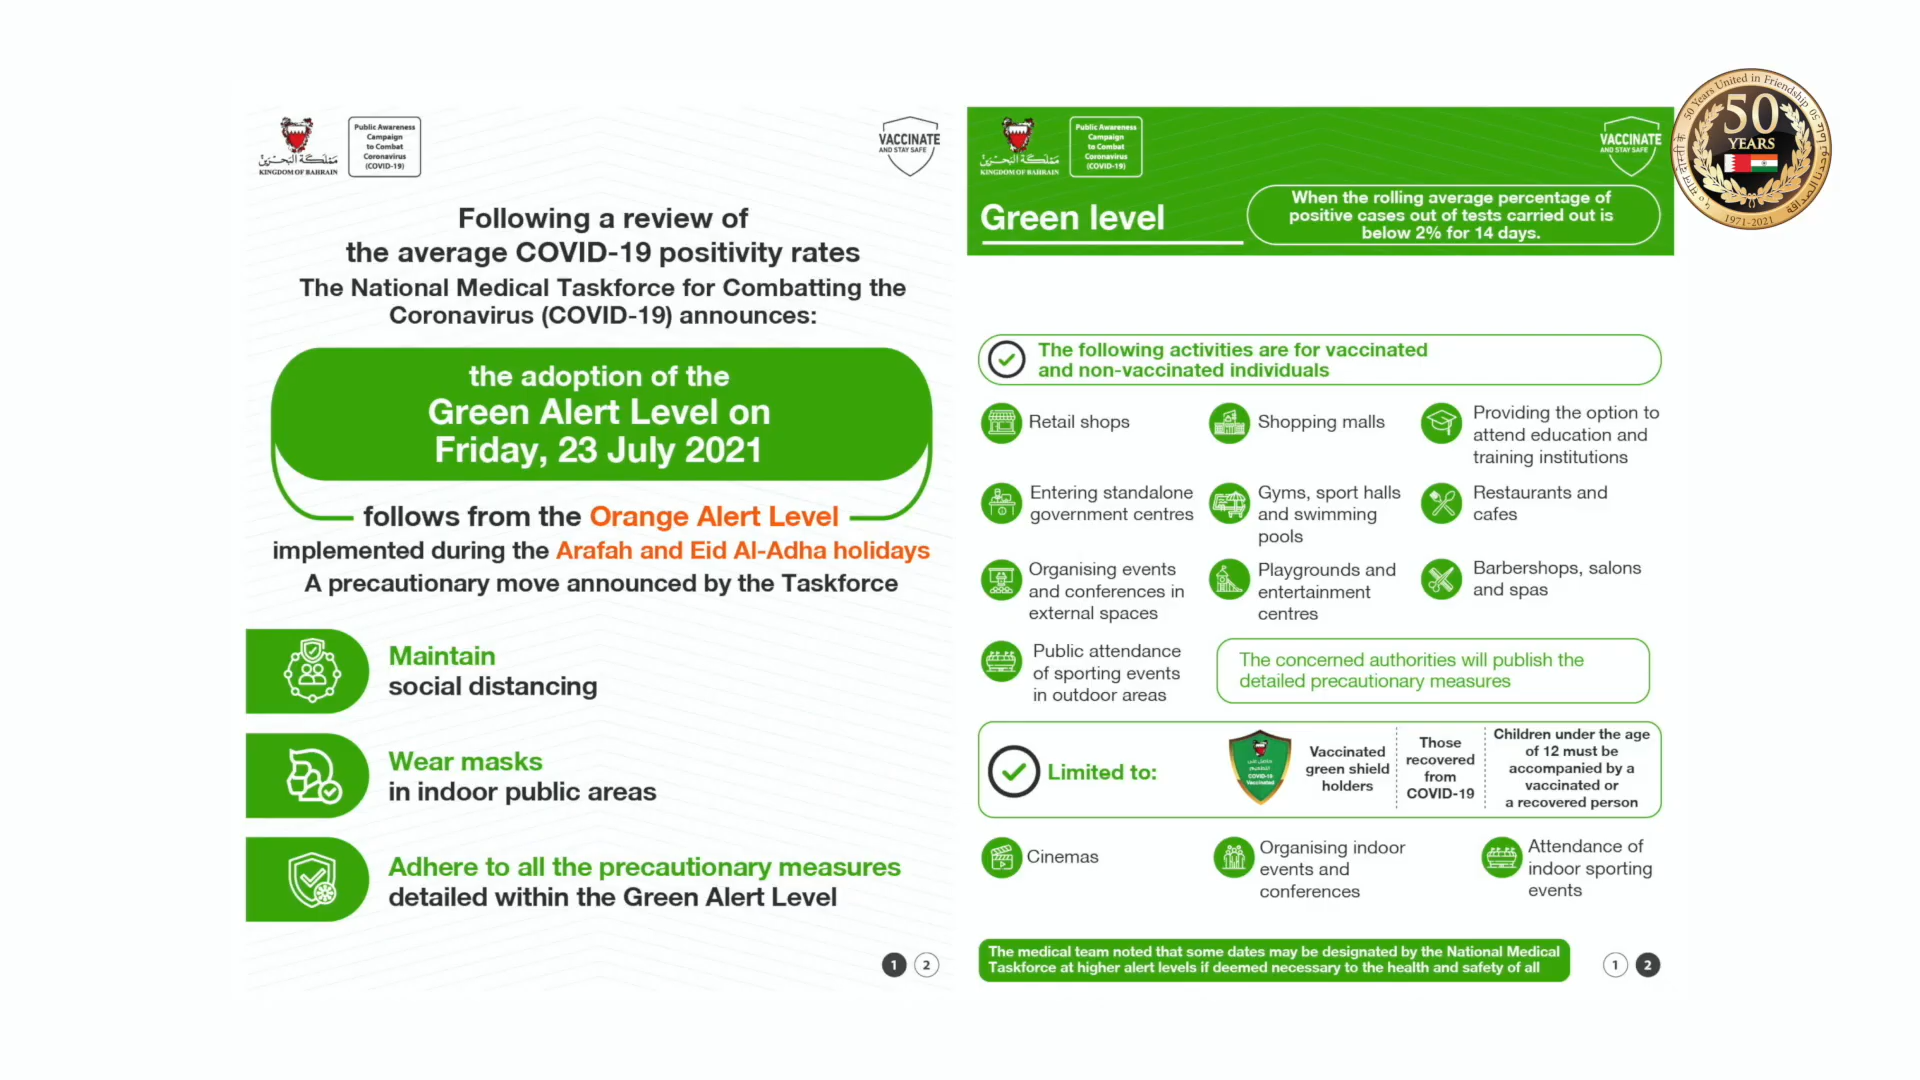 مملكة البحرين
KINGDOM OF BAHRAIN
Public Awareness
Campaign
to Combat
Coronavirus
(COVID-19)
VACCINATE
AND STAY SAFE
Following a review of
the average COVID-19 positivity rates
The National Medical Taskforce for Combatting the
Coronavirus (COVID-19) announces:
the adoption of the
Green Alert Level on
Friday, 23 July 2021
follows from the Orange Alert Level
implemented during the Arafah and Eid Al-Adha holidays
A precautionary move announced by the Taskforce
Maintain
social distancing
Wear masks
in indoor public areas
Adhere to all the precautionary measures
detailed within the Green Alert Level
1 2
مملكة البحرين
KINGDOM OF BAHRAIN
Public Awareness
Campaign
to Combat
Coronavirus
(COVID-19)
VACCINATE
AND STAY SAFE
Green level
When the rolling average percentage of
positive cases out of tests carried out is
below 2% for 14 days.
The following activities are for vaccinated
and non-vaccinated individuals
Retail shops
Shopping malls
Providing the option to
attend education and
training institutions
Entering standalone
government centres
Gyms, sport halls
and swimming
pools
Restaurants and
cafes
Organising events
and conferences in
external spaces
Playgrounds and
entertainment
centres
Barbershops, salons
and spas
Public attendance
of sporting events
in outdoor areas
The concerned authorities will publish the
detailed precautionary measures
Limited to:
COVID-19
Vaccinated
Vaccinated
green shield
holders
Those
recovered
from
COVID-19
Children under the age
of 12 must be
accompanied by a
vaccinated or
a recovered person
Cinemas
Organising indoor
events and
conferences
Attendance of
indoor sporting
events
The medical team noted that some dates may be designated by the National Medical
Taskforce at higher alert levels if deemed necessary to the health and safety of all
1 2
50 Years United in Friendship
50
YEARS
1971-2021